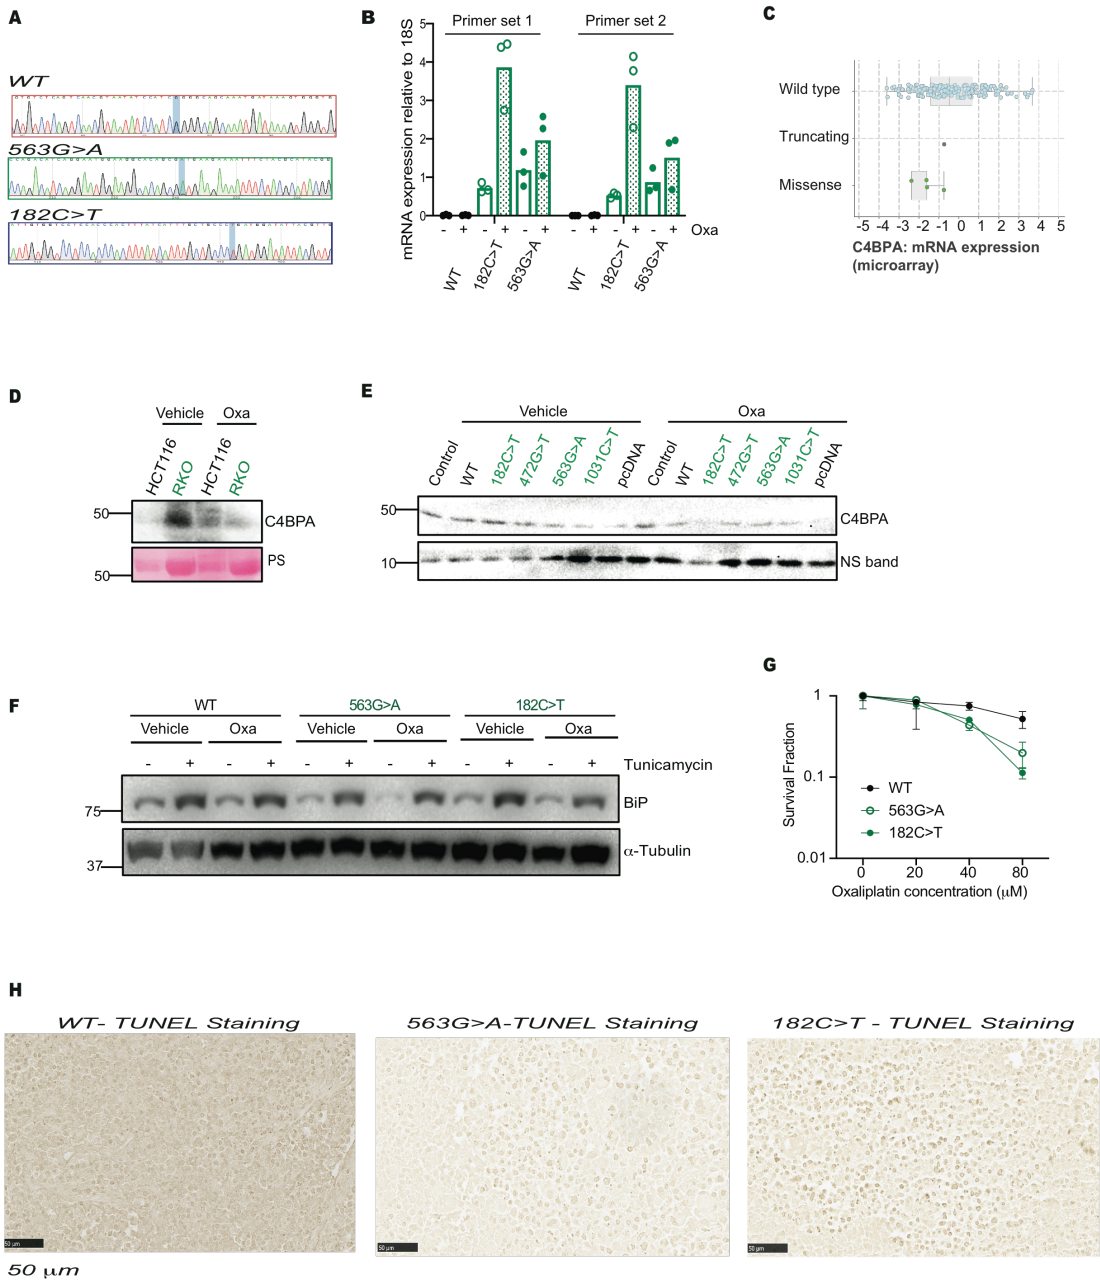 A
WT
563G>A
182C>T
B
Primer set 1
Primer set 2
mRNA expression relative to 18S
5
4
3
2
1
0
- + - + - + - + - + - + Oxa
WT
182C>T
563G>A
WT
182C>T
563G>A
C
Wild type
Truncating
Missense
-5 -4 -3 -2 -1 0 1 2 3 4 5
C4BPA: mRNA expression
(microarray)
D
Vehicle Oxa
HCT116
RKO
HCT116
RKO
50
C4BPA
50
PS
E
Vehicle Oxa
Control
WT
182C>T
472G>T
563G>A
1031C>T
pcDNA
Control
WT
182C>T
472G>T
563G>A
1031C>T
pcDNA
50
C4BPA
10
NS band
F
WT 563G>A 182C>T
Vehicle Oxa Vehicle Oxa Vehicle Oxa
- + - + - + - + - + - + Tunicamycin
75
BiP
37
α-Tubulin
G
Survival Fraction
1
0.1
0.01
WT
563G>A
182C>T
0 20 40 80
Oxaliplatin concentration (μM)
H
WT- TUNEL Staining
563G>A-TUNEL Staining
182C>T - TUNEL Staining
50 μm
50 μm
50 μm
50 μm